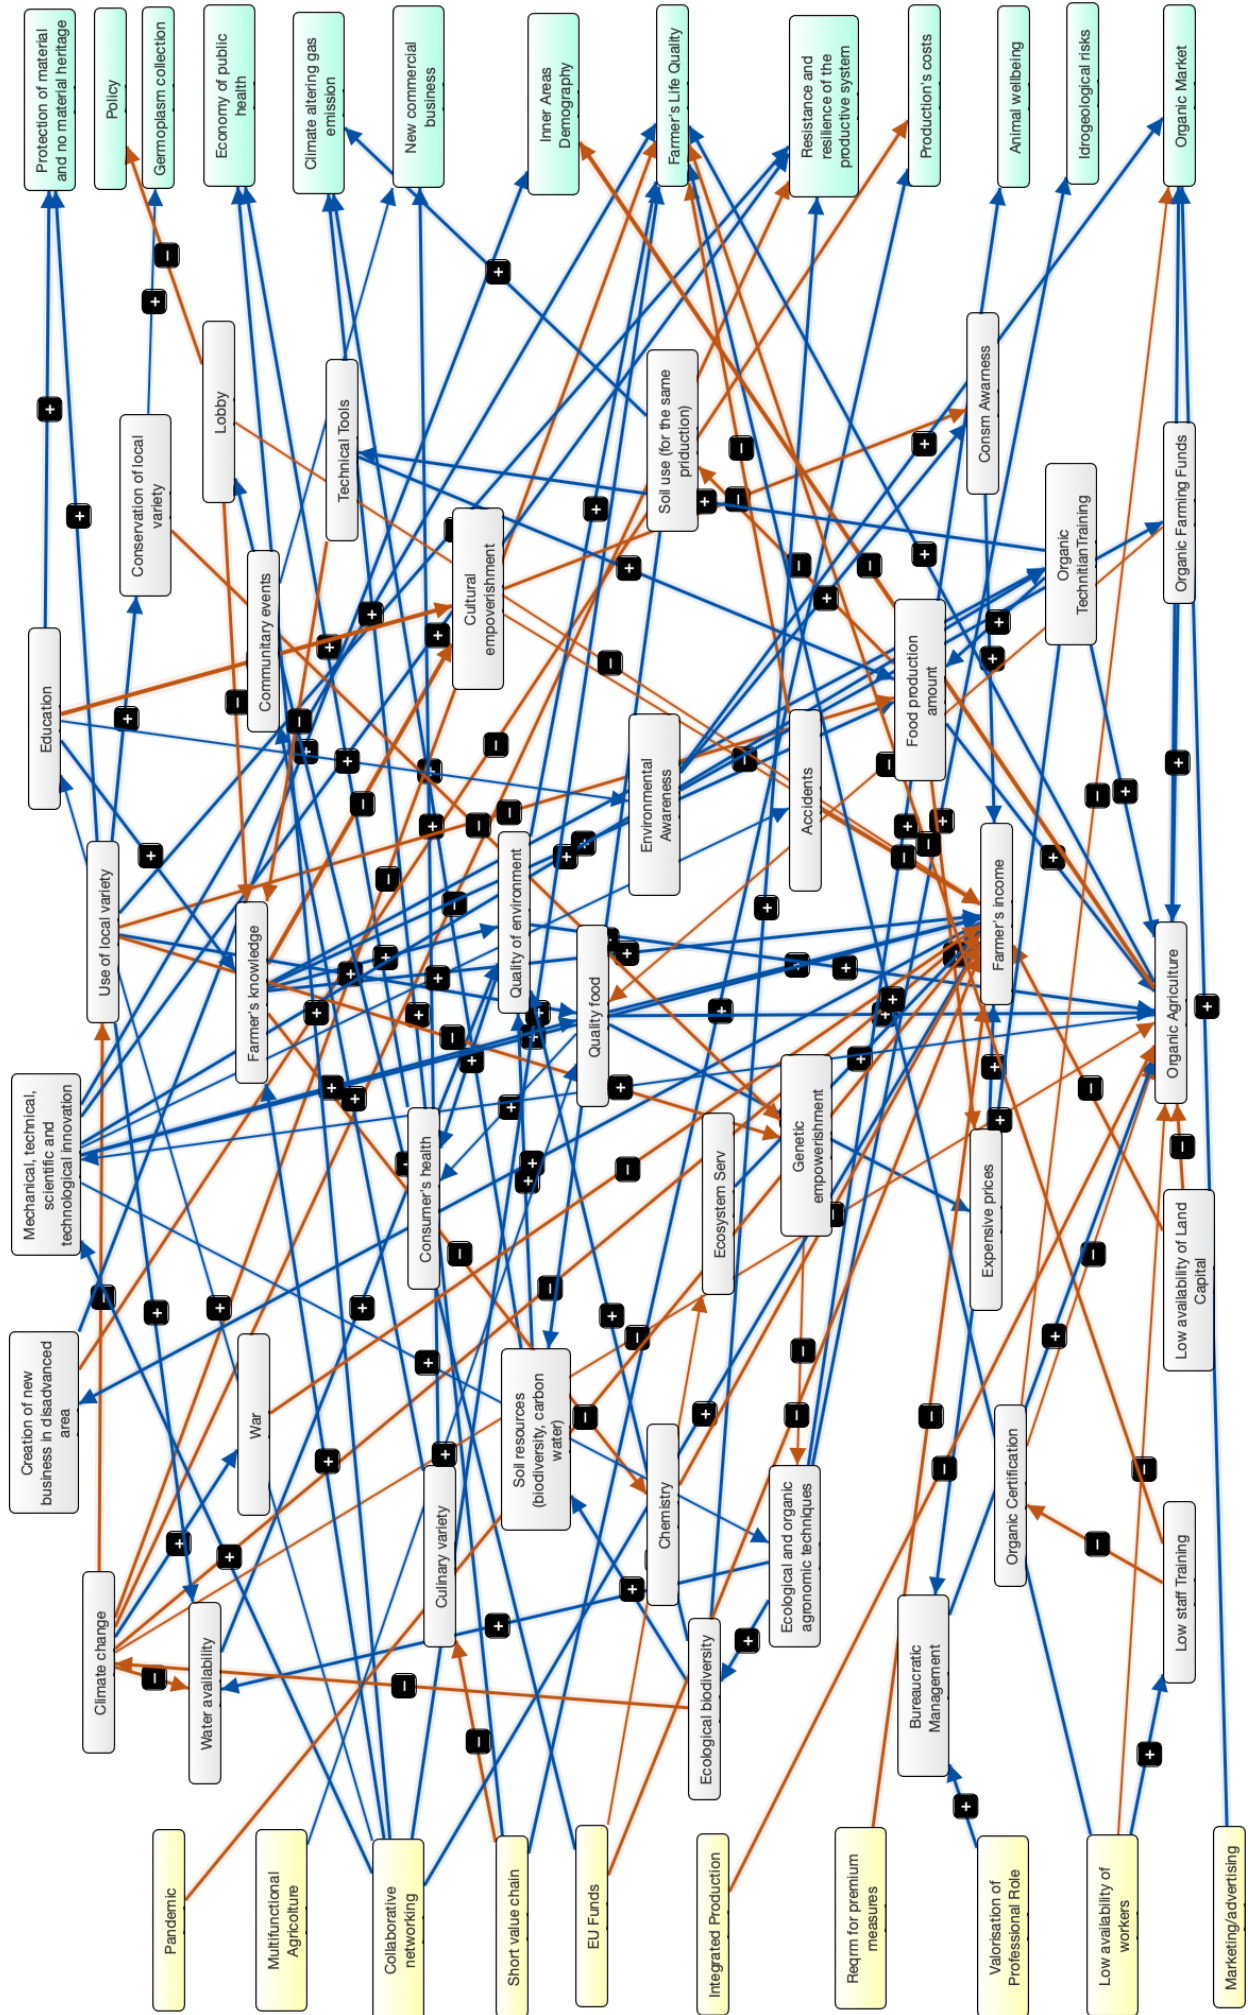 Protection of material
and no material heritage
Policy
Germoplasm collection
Economy of public
health
Climate altering gas
emission
New commercial
business
Inner Areas
Demography
Farmer's Life Quality
Resistance and
resilience of the
productive system
Production's costs
Animal wellbeing
Idrogeological risks
Organic Market
Education
Conservation of local
variety
Lobby
Communitary events
Technical Tools
Cultural
empoverishment
Soil use (for the same
priduction)
Consm Awarness
Organic
TechnitianTraining
Organic Farming Funds
Use of local variety
Farmer's knowledge
Quality of environment
Quality food
Environmental
Awareness
Accidents
Food production
amount
Farmer's income
Organic Agriculture
Mechanical, technical,
scientific and
technological innovation
Consumer's health
Ecosystem Serv
Genetic
empowerishment
Expensive prices
Low availability of Land
Capital
Creation of new
business in disadvanced
area
War
Soil resources
(biodiversity, carbon
water)
Chemistry
Culinary variety
Ecological and organic
agronomic techniques
Organic Certification
Climate change
Water availability
Ecological biodiversity
Bureaucratic
Management
Low staff Training
Pandemic
Multifunctional
Agricolture
Collaborative
networking
Short value chain
EU Funds
Integrated Production
Reqrm for premium
measures
Valorisation of
Professional Role
Low availability of
workers
Marketing/advertising